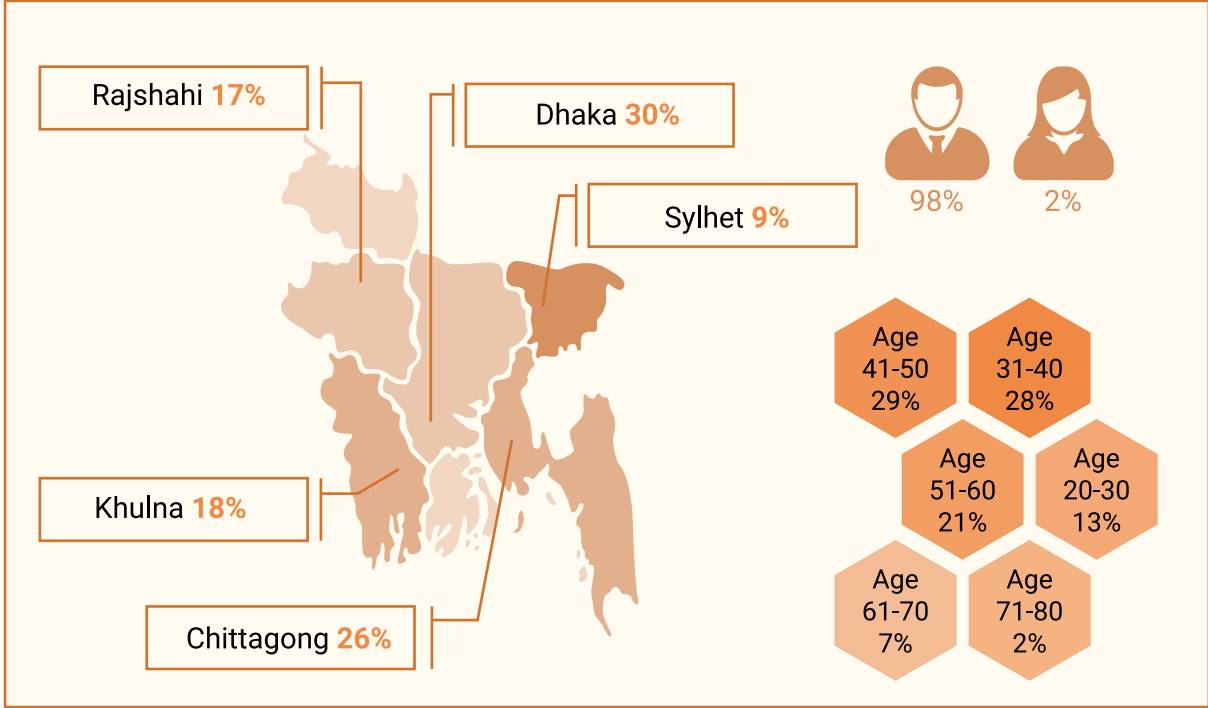 Rajshahi 17%
Dhaka 30%
Sylhet 9%
Khulna 18%
Chittagong 26%
98%
2%
Age
41-50
29%
Age
31-40
28%
Age
51-60
21%
Age
20-30
13%
Age
61-70
7%
Age
71-80
2%